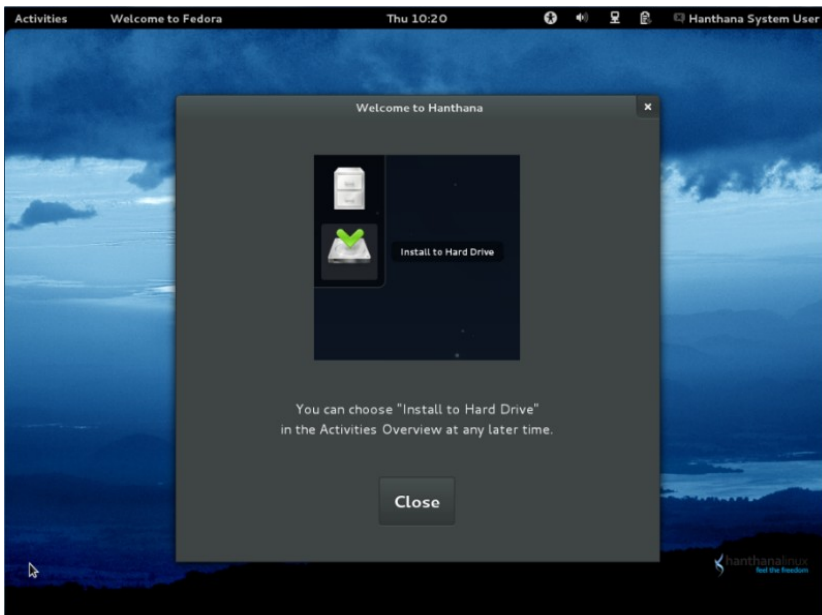 Activities Welcome to Fedora Thu 10:20 Hanthana System User
Welcome to Hanthana
Install to Hard Drive
You can choose "Install to Hard Drive"
in the Activities Overview at any later time.
Close
hanthanalinux
feel the freedom